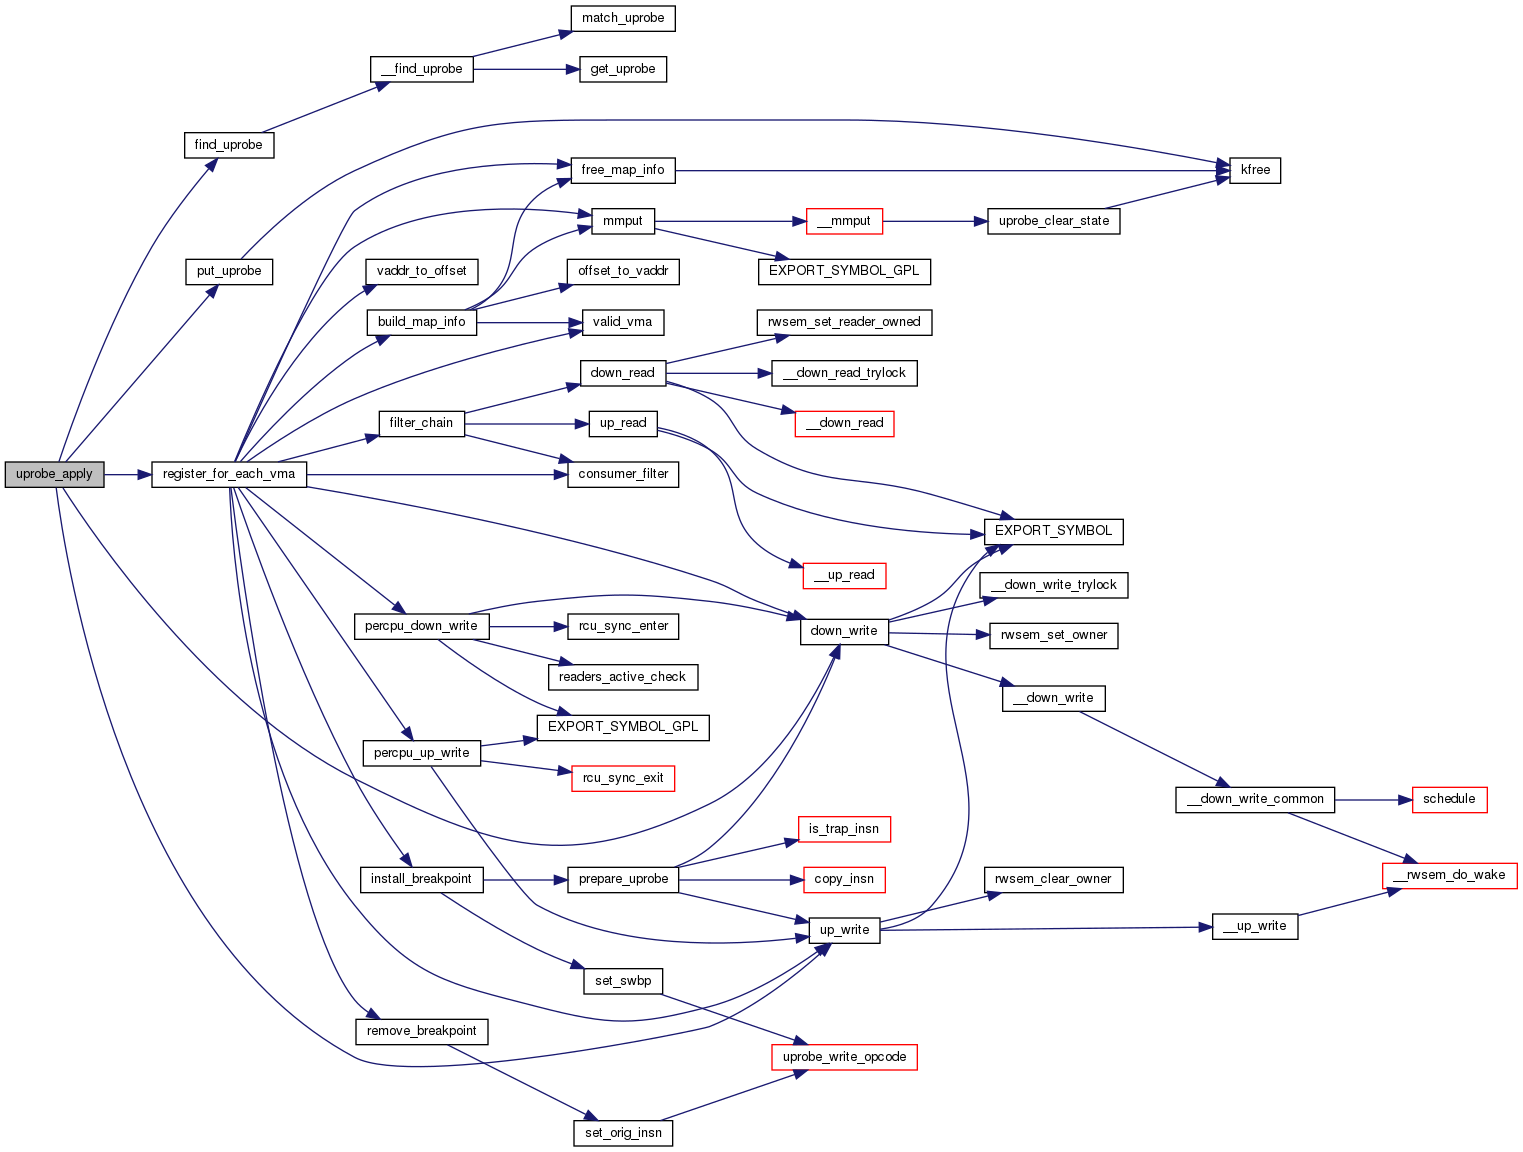 match_uprobe
__find_uprobe
get_uprobe
find_uprobe
free_map_info
kfree
mmput
__mmput
uprobe_clear_state
put_uprobe
vaddr_to_offset
offset_to_vaddr
EXPORT_SYMBOL_GPL
build_map_info
valid_vma
rwsem_set_reader_owned
down_read
__down_read_trylock
filter_chain
up_read
__down_read
uprobe_apply
register_for_each_vma
consumer_filter
EXPORT_SYMBOL
__up_read
__down_write_trylock
percpu_down_write
rcu_sync_enter
down_write
rwsem_set_owner
readers_active_check
__down_write
EXPORT_SYMBOL_GPL
percpu_up_write
rcu_sync_exit
__down_write_common
schedule
is_trap_insn
install_breakpoint
prepare_uprobe
copy_insn
rwsem_clear_owner
__rwsem_do_wake
up_write
__up_write
set_swbp
remove_breakpoint
uprobe_write_opcode
set_orig_insn